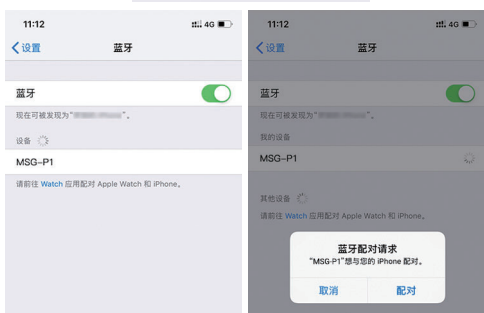 11:12
4G
设置
蓝牙
蓝牙
现在可被发现为“ ”。
设备
MSG-P1
请前往 Watch 应用配对 Apple Watch 和 iPhone。
11:12
4G
设置
蓝牙
蓝牙
现在可被发现为“ ”。
我的设备
MSG-P1
其他设备
请前往 Watch 应用配对 Apple Watch 和 iPhone。
蓝牙配对请求
“MSG-P1”想与您的 iPhone 配对。
取消
配对